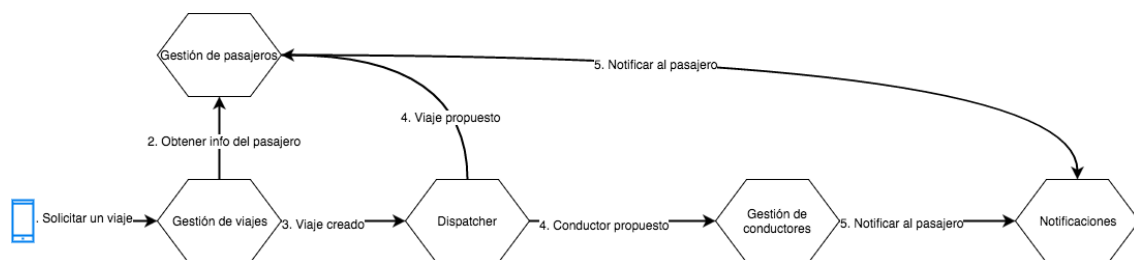 Gestión de pasajeros
5. Notificar al pasajero
4. Viaje propuesto
2. Obtener info del pasajero
. Solicitar un viaje
Gestión de viajes
3. Viaje creado
Dispatcher
4. Conductor propuesto
Gestión de
conductores
5. Notificar al pasajero
Notificaciones